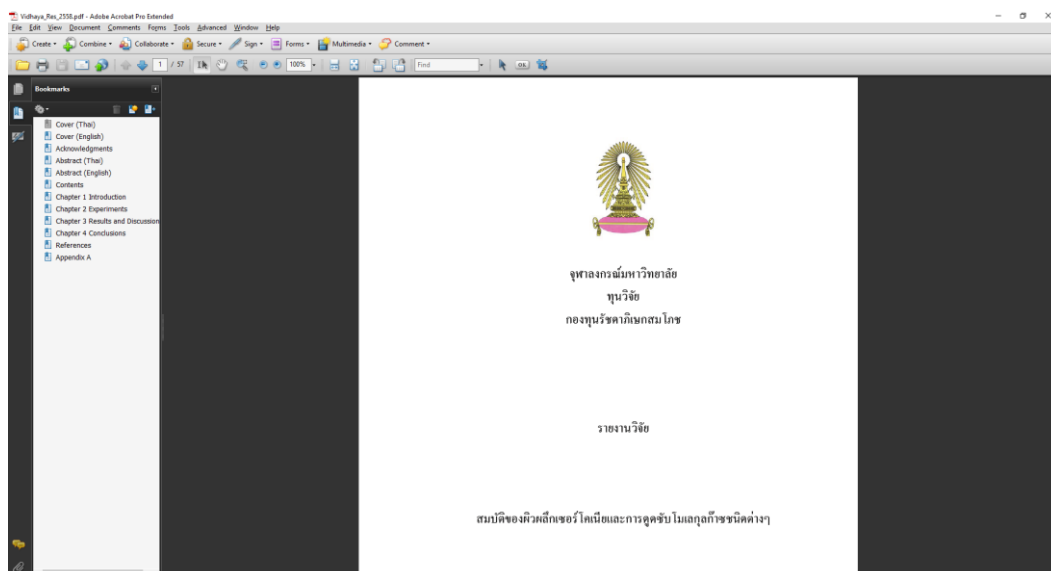 Vidhaya_Res_2558.pdf - Adobe Acrobat Pro Extended
File Edit View Document Comments Forms Tools Advanced Window Help
Create Combine Collaborate Secure Sign Forms Multimedia Comment
1 / 57 100% Find
Bookmarks
Cover (Thai)
Cover (English)
Acknowledgments
Abstract (Thai)
Abstract (English)
Contents
Chapter 1 Introduction
Chapter 2 Experiments
Chapter 3 Results and Discussion
Chapter 4 Conclusions
References
Appendix A
จุฬาลงกรณ์มหาวิทยาลัย
ทุนวิจัย
กองทุนรัชดาภิเษกสมโภช
รายงานวิจัย
สมบัติของผิวผลึกเซอร์โคเนียและการดูดซับโมเลกุลก๊าซชนิดต่างๆ